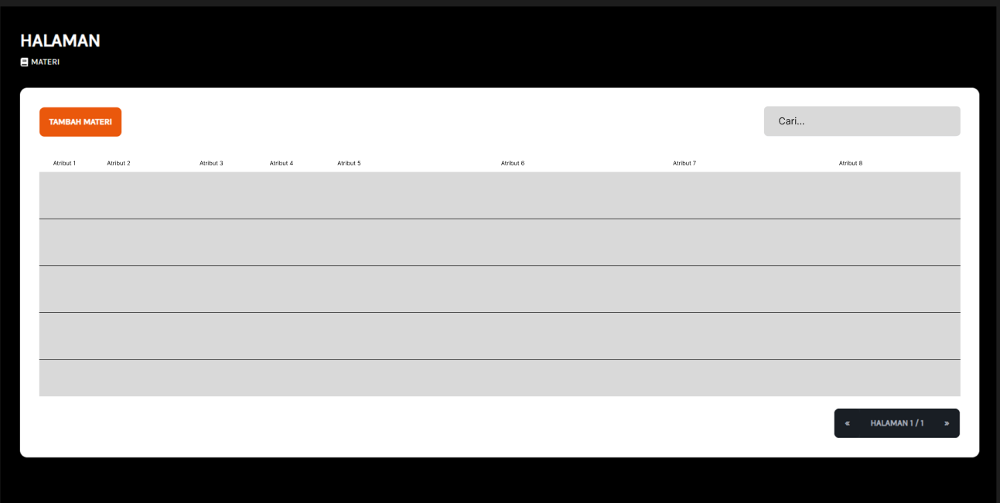 HALAMAN
MATERI
TAMBAH MATERI
Cari...
Atribut 1 Atribut 2 Atribut 3 Atribut 4 Atribut 5 Atribut 6 Atribut 7 Atribut 8
« HALAMAN 1 / 1 »